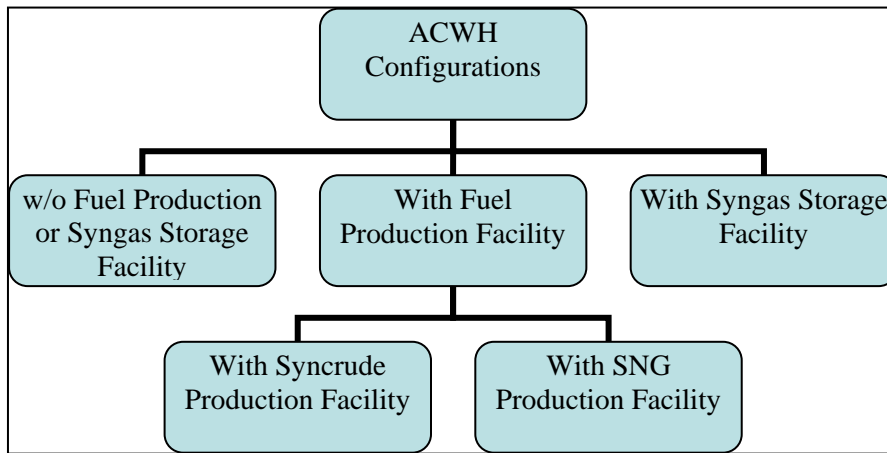 ACWH
Configurations
w/o Fuel Production
or Syngas Storage
Facility
With Fuel
Production Facility
With Syngas Storage
Facility
With Syncrude
Production Facility
With SNG
Production Facility